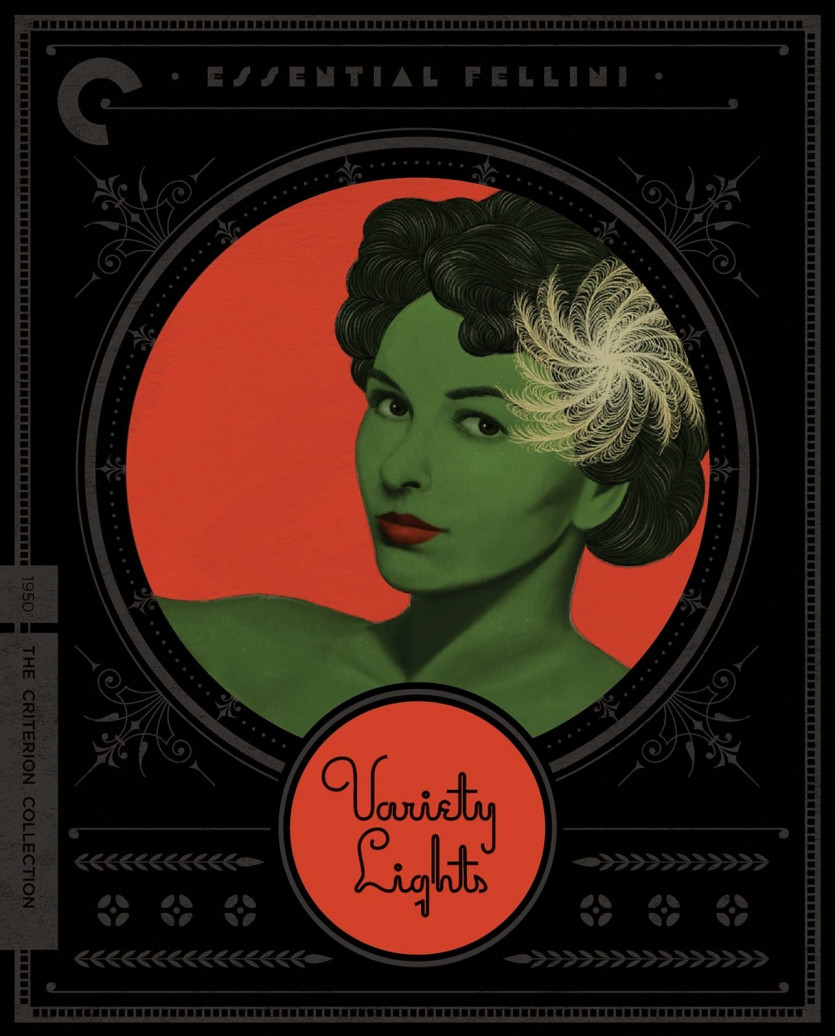 · ESSENTIAL FELLINI ·
1950
THE CRITERION COLLECTION
Variety
Lights